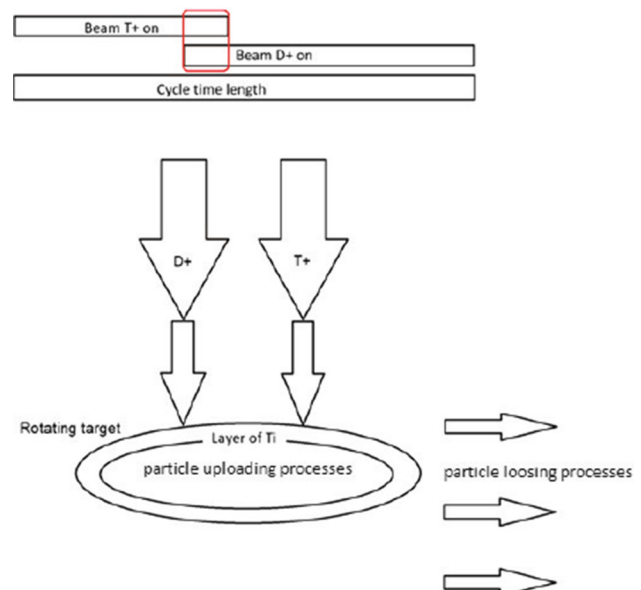 Beam T+ on
Beam D+ on
Cycle time length
D+
T+
Rotating target
Layer of Ti
particle uploading processes
particle loosing processes